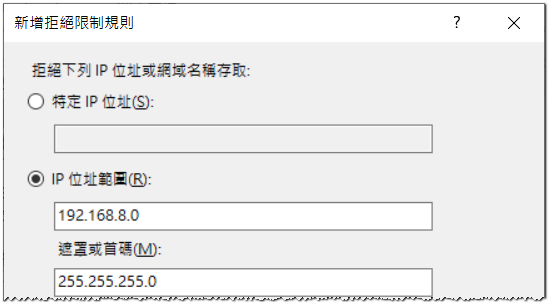 新增拒絕限制規則
拒絕下列 IP 位址或網域名稱存取:
特定 IP 位址(S):
IP 位址範圍(R):
192.168.8.0
遮罩或首碼(M):
255.255.255.0